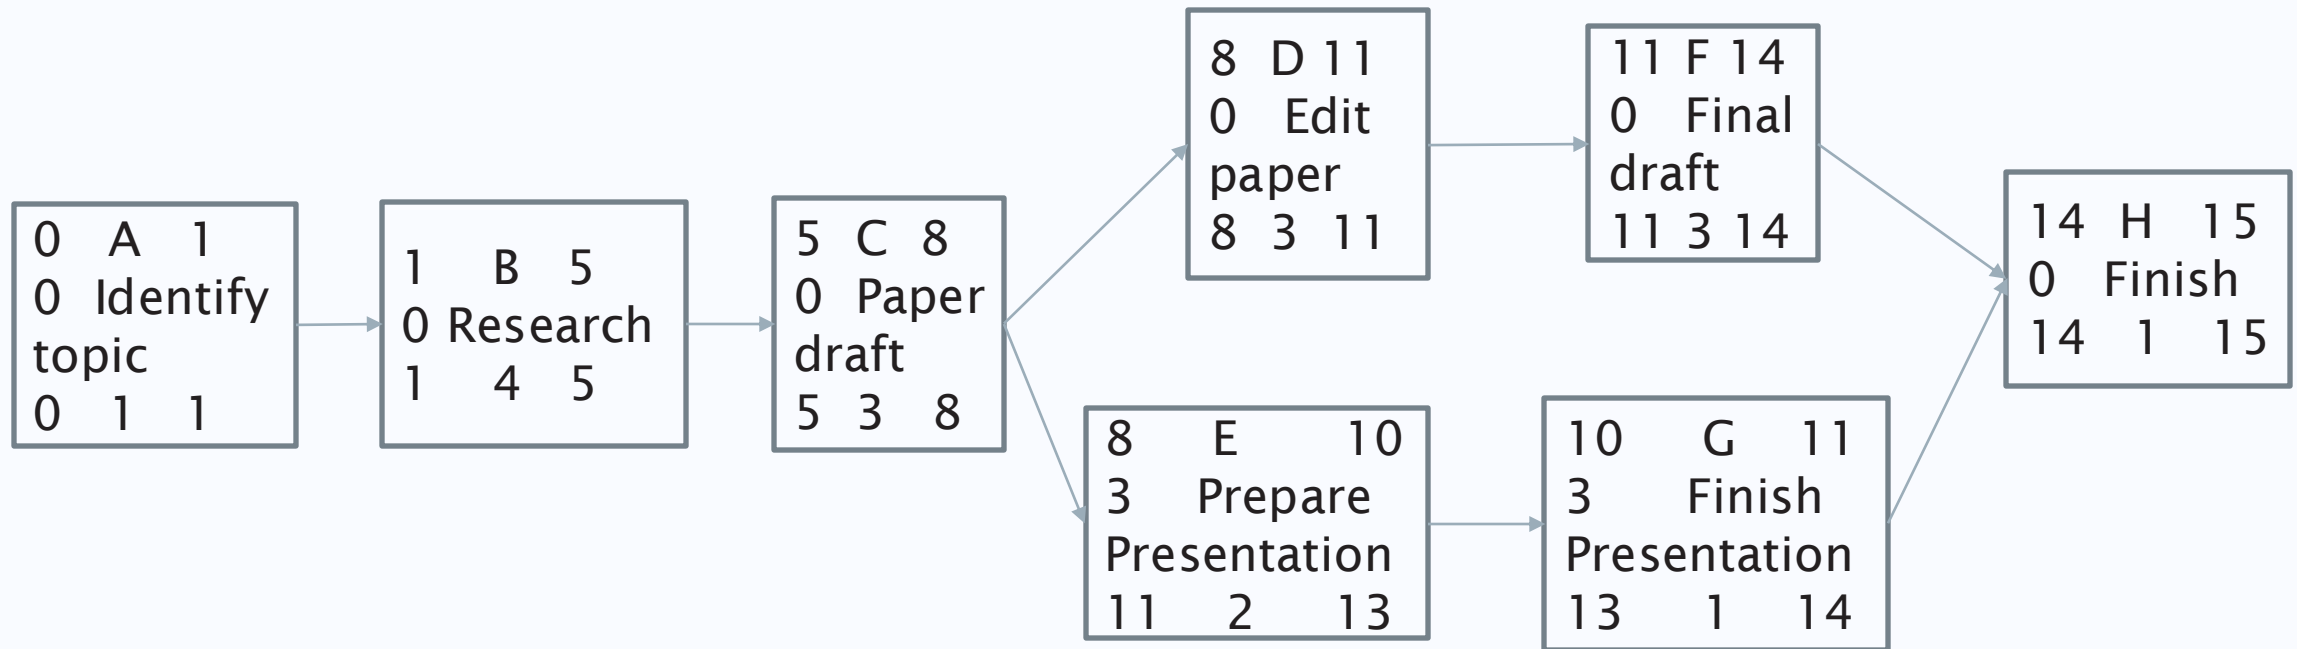 0 A 1
0 Identify
topic
0 1 1
1 B 5
0 Research
1 4 5
5 C 8
0 Paper
draft
5 3 8
8 D 11
0 Edit
paper
8 3 11
8 E 10
3 Prepare
Presentation
11 2 13
11 F 14
0 Final
draft
11 3 14
10 G 11
3 Finish
Presentation
13 1 14
14 H 15
0 Finish
14 1 15